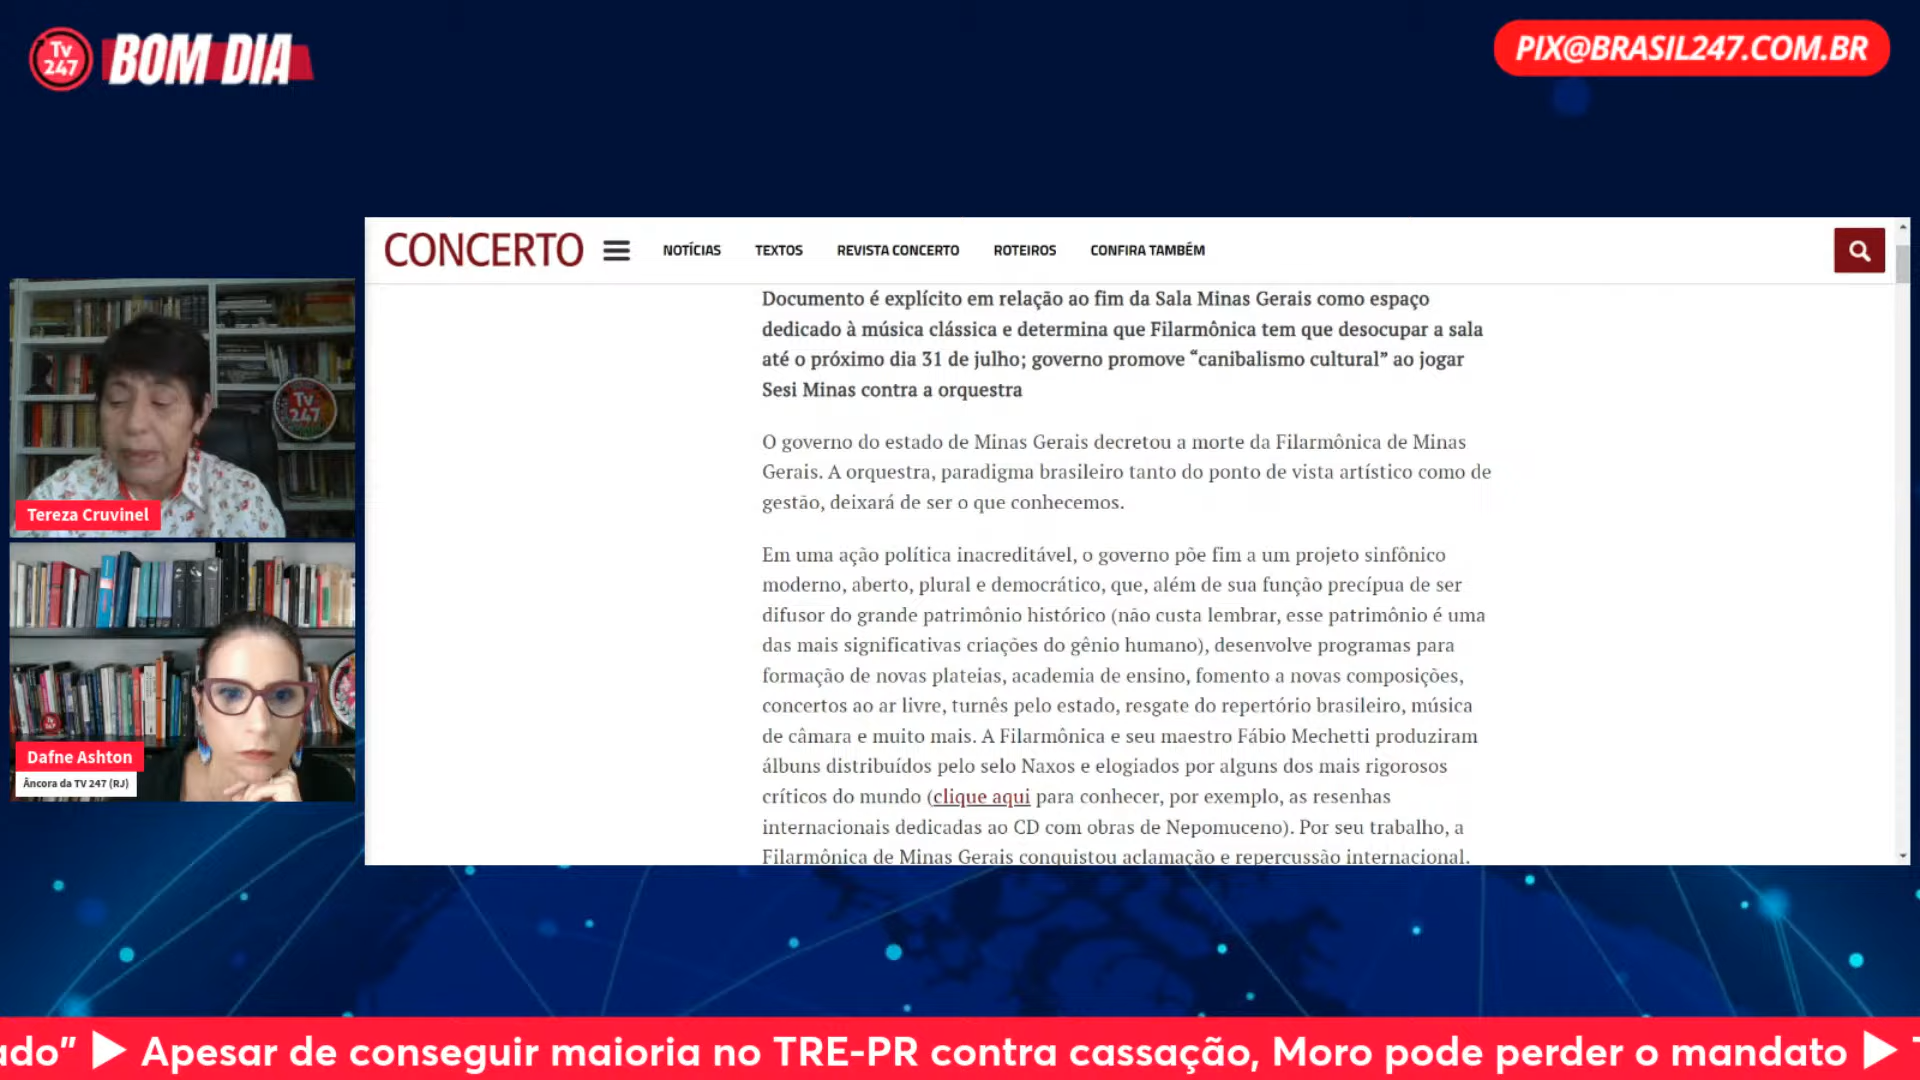 Tv 247 BOM DIA
PIX@BRASIL247.COM.BR
CONCERTO NOTÍCIAS TEXTOS REVISTA CONCERTO ROTEIROS CONFIRA TAMBÉM
Documento é explícito em relação ao fim da Sala Minas Gerais como espaço
dedicado à música clássica e determina que Filarmônica tem que desocupar a sala
até o próximo dia 31 de julho; governo promove “canibalismo cultural” ao jogar
Sesi Minas contra a orquestra
O governo do estado de Minas Gerais decretou a morte da Filarmônica de Minas
Gerais. A orquestra, paradigma brasileiro tanto do ponto de vista artístico como de
gestão, deixará de ser o que conhecemos.
Em uma ação política inacreditável, o governo põe fim a um projeto sinfônico
moderno, aberto, plural e democrático, que, além de sua função precípua de ser
difusor do grande patrimônio histórico (não custa lembrar, esse patrimônio é uma
das mais significativas criações do gênio humano), desenvolve programas para
formação de novas plateias, academia de ensino, fomento a novas composições,
concertos ao ar livre, turnês pelo estado, resgate do repertório brasileiro, música
de câmara e muito mais. A Filarmônica e seu maestro Fábio Mechetti produziram
álbuns distribuídos pelo selo Naxos e elogiados por alguns dos mais rigorosos
críticos do mundo (clique aqui para conhecer, por exemplo, as resenhas
internacionais dedicadas ao CD com obras de Nepomuceno). Por seu trabalho, a
Filarmônica de Minas Gerais conquistou aclamação e repercussão internacional.
Tv 247
Tereza Cruvinel
Dafne Ashton
Âncora da TV 247 (RJ)
ado” ▶ Apesar de conseguir maioria no TRE-PR contra cassação, Moro pode perder o mandato ▶